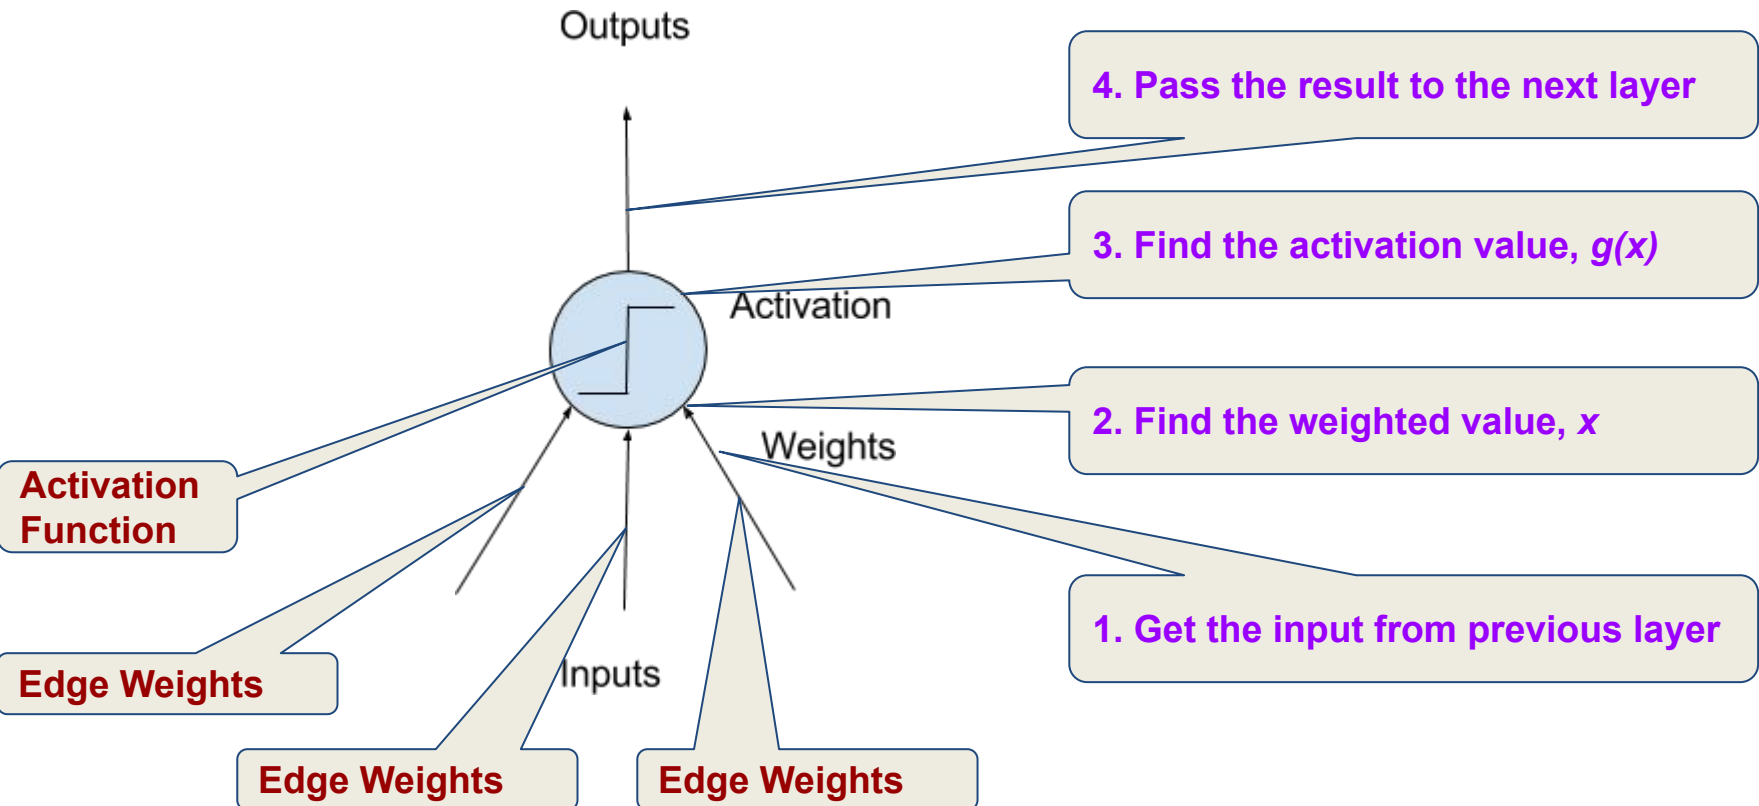 Outputs
4. Pass the result to the next layer
3. Find the activation value, g(x)
Activation
2. Find the weighted value, x
Weights
Activation
Function
1. Get the input from previous layer
Edge Weights
Inputs
Edge Weights
Edge Weights